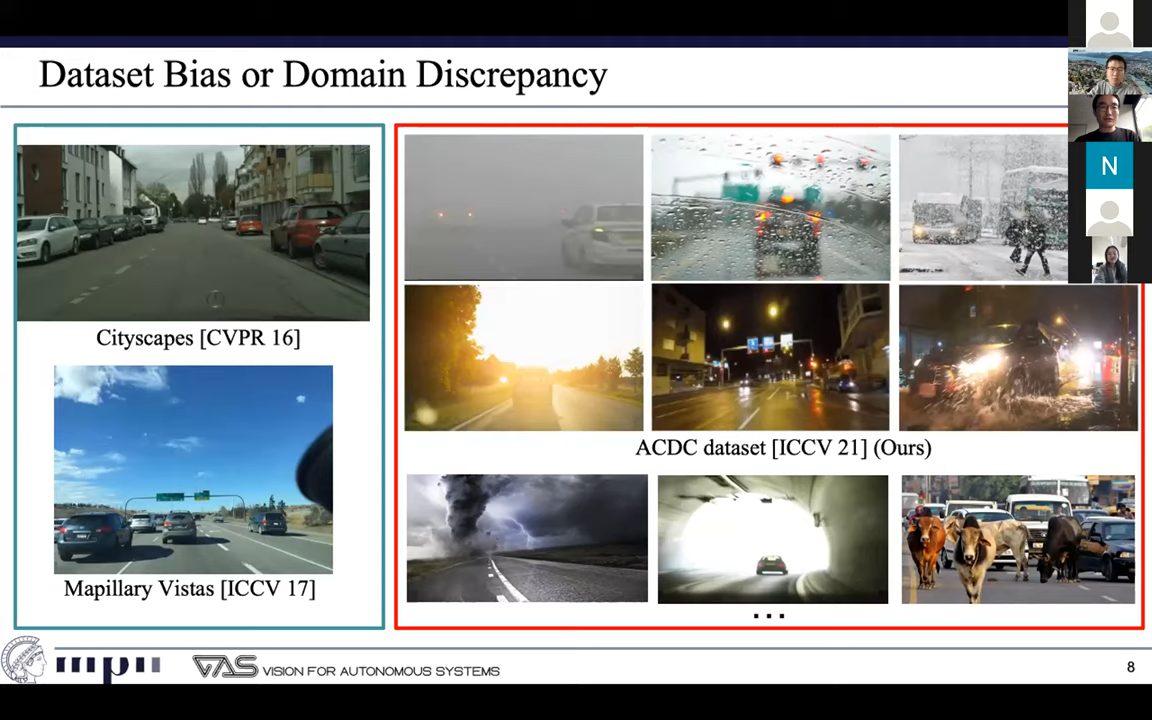 Dataset Bias or Domain Discrepancy
N
Cityscapes [CVPR 16]
Mapillary Vistas [ICCV 17]
ACDC dataset [ICCV 21] (Ours)
...
mpii
VAS VISION FOR AUTONOMOUS SYSTEMS
8